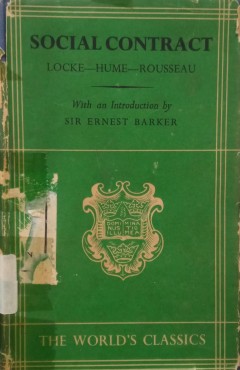 SOCIAL CONTRACT
LOCKE—HUME—ROUSSEAU
With an Introduction by
SIR ERNEST BARKER
THE WORLD'S CLASSICS